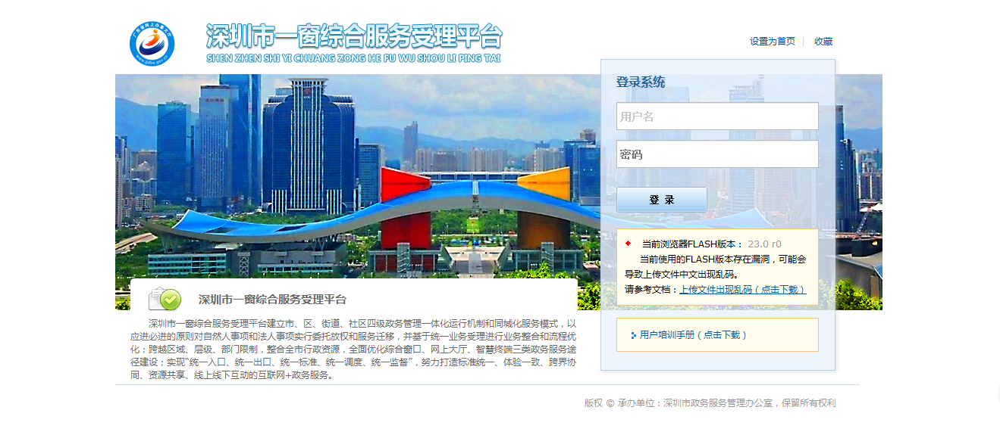 广东省网上办事大厅
www.gdbs.gov.cn
深圳市一窗综合服务受理平台
SHEN ZHEN SHI YI CHUANG ZONG HE FU WU SHOU LI PING TAI
设置为首页 | 收藏
登录系统
用户名
密码
登 录
当前浏览器FLASH版本： 23.0 r0
当前使用的FLASH版本存在漏洞，可能会
导致上传文件中文出现乱码。
请参考文档：上传文件出现乱码（点击下载）
用户培训手册（点击下载）
深圳市一窗综合服务受理平台
深圳市一窗综合服务受理平台建立市、区、街道、社区四级政务管理一体化运行机制和同城化服务模式，以
应进必进的原则对自然人事项和法人事项实行委托放权和服务迁移，并基于统一业务受理进行业务整合和流程优
化；跨越区域、层级、部门限制，整合全市行政资源，全面优化综合窗口、网上大厅、智慧终端三类政务服务途
径建设；实现“统一入口、统一出口、统一标准、统一调度、统一监督”，努力打造标准统一、体验一致、跨界协
同、资源共享、线上线下互动的互联网+政务服务。
版权 © 承办单位：深圳市政务服务管理办公室，保留所有权利